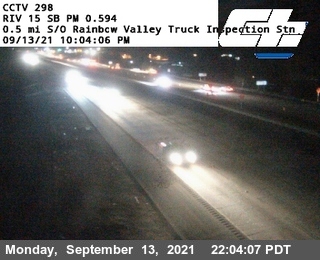 CCTV 298
RIV 15 SB PM 0.594
0.5 mi S/O Rainbcw Valley Truck Inspection Stn
09/13/21 10:04:06 PM
Monday, September 13, 2021 22:04:07 PDT